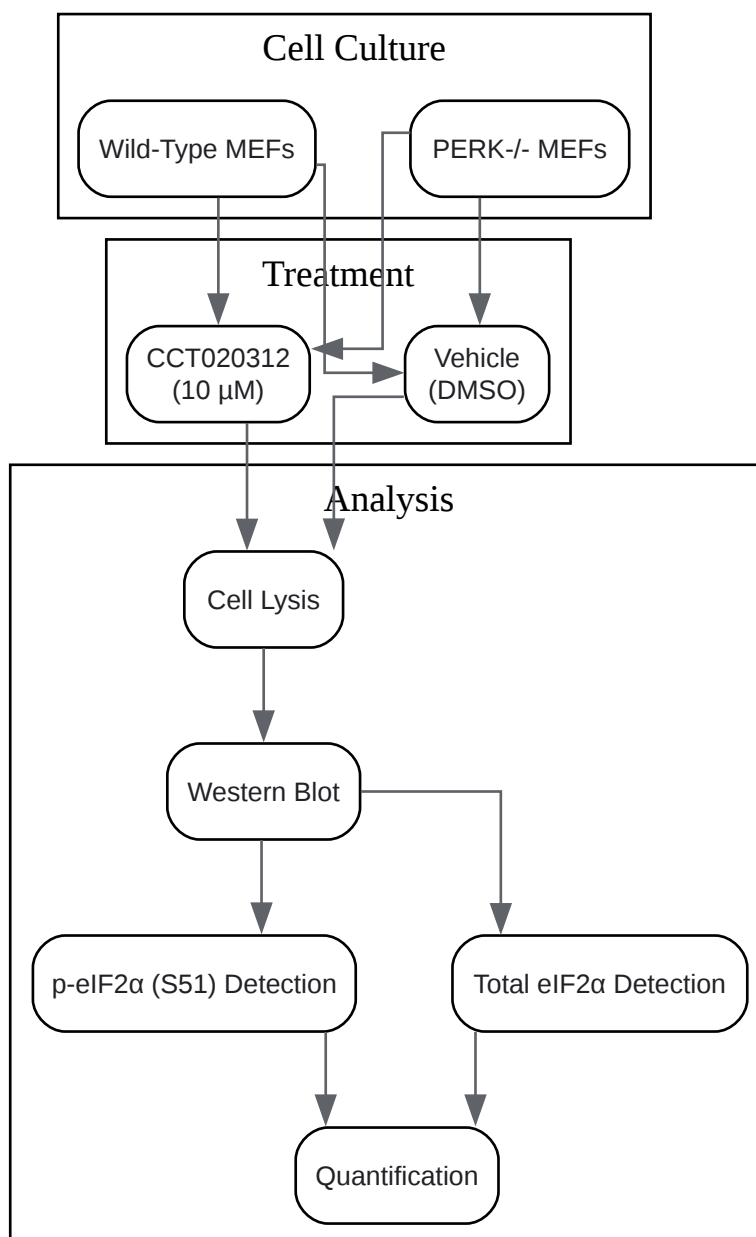 Cell Culture
Wild-Type MEFs
PERK-/- MEFs
Treatment
CCT020312
(10 µM)
Vehicle
(DMSO)
Analysis
Cell Lysis
Western Blot
p-eIF2α (S51) Detection
Total eIF2α Detection
Quantification